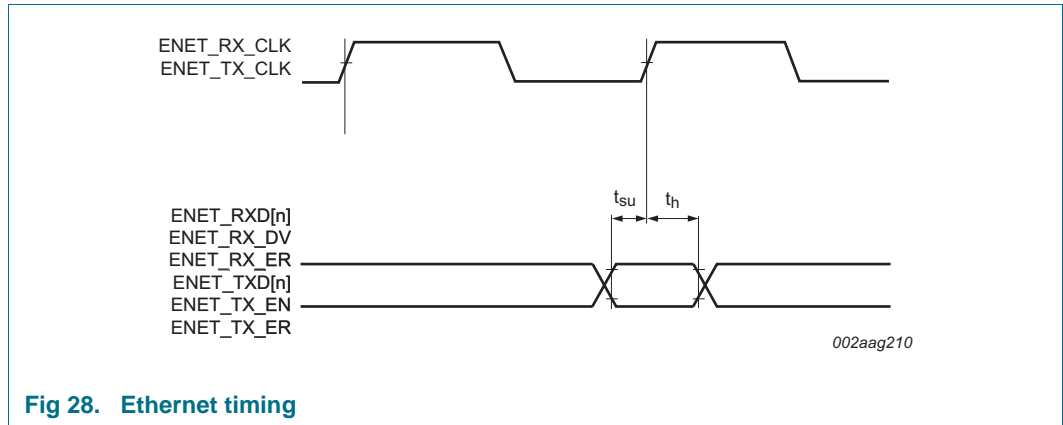 ENET_RX_CLK
ENET_TX_CLK
tsu
th
ENET_RXD[n]
ENET_RX_DV
ENET_RX_ER
ENET_TXD[n]
ENET_TX_EN
ENET_TX_ER
002aag210
Fig 28. Ethernet timing